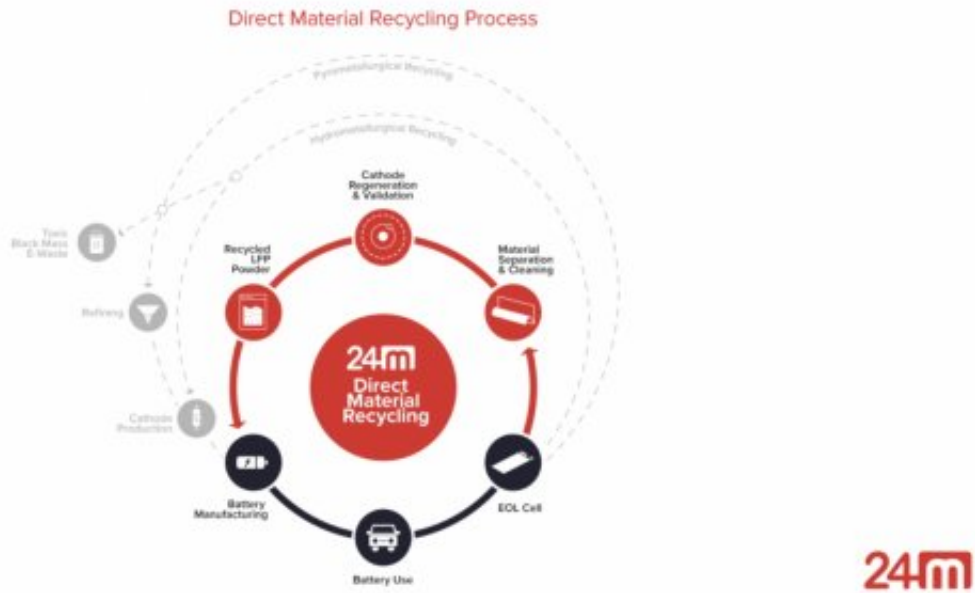 Direct Material Recycling Process
Pyrometallurgical Recycling
Hydrometallurgical Recycling
Cathode
Regeneration
& Validation
Toxic
Black Mass
E-Waste
Recycled
LFP
Powder
Material
Separation
& Cleaning
Refining
24m
Direct
Material
Recycling
Cathode
Production
Battery
Manufacturing
EOL Cell
Battery Use
24m